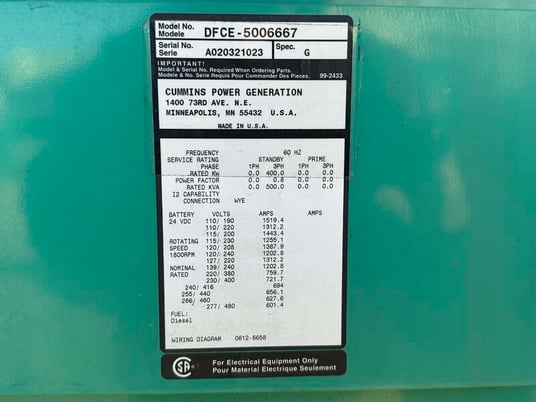 Model No.
Modele
DFCE-5006667
Serial No.
Serie
A020321023
Spec.
G
IMPORTANT!
Model & Serial No. Required When Ordering Parts.
Modele & No. Serie Requis Pour Commander Des Pieces. 99-2433
CUMMINS POWER GENERATION
1400 73RD AVE. N.E.
MINNEAPOLIS, MN 55432 U.S.A.
MADE IN U.S.A.
FREQUENCY 60 HZ
SERVICE RATING STANDBY PRIME
PHASE 1PH 3PH 1PH 3PH
RATED KW 0.0 400.0 0.0 0.0
POWER FACTOR 0.0 0.8 0.0 0.0
RATED KVA 0.0 500.0 0.0 0.0
I2 CAPABILITY
CONNECTION WYE
BATTERY VOLTS AMPS AMPS
24 VDC 110/ 190 1519.4
110/ 220 1312.2
115/ 200 1443.4
ROTATING 115/ 230 1255.1
SPEED 120/ 208 1387.9
1800RPM 120/ 240 1202.8
127/ 220 1312.2
NOMINAL 139/ 240 1202.8
RATED 220/ 380 759.7
230/ 400 721.7
240/ 416 694
255/ 440 656.1
266/ 460 627.6
277/ 480 601.4
FUEL:
Diesel
WIRING DIAGRAM 0612-6658
CSA
For Electrical Equipment Only
Pour Material Electrique Seulement